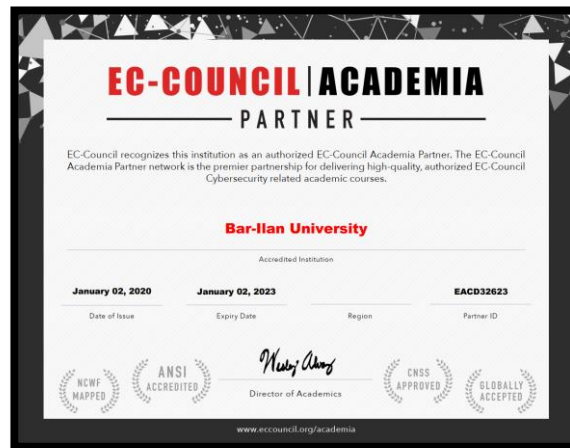 EC-COUNCIL | ACADEMIA
PARTNER
EC-Council recognizes this institution as an authorized EC-Council Academia Partner. The EC-Council
Academia Partner network is the premier partnership for delivering high-quality, authorized EC-Council
Cybersecurity related academic courses.
Bar-Ilan University
Accredited Institution
January 02, 2020 January 02, 2023 EACD32623
Date of Issue Expiry Date Region Partner ID
NCWF
MAPPED
ANSI
ACCREDITED
Director of Academics
CNSS
APPROVED
GLOBALLY
ACCEPTED
www.eccouncil.org/academia